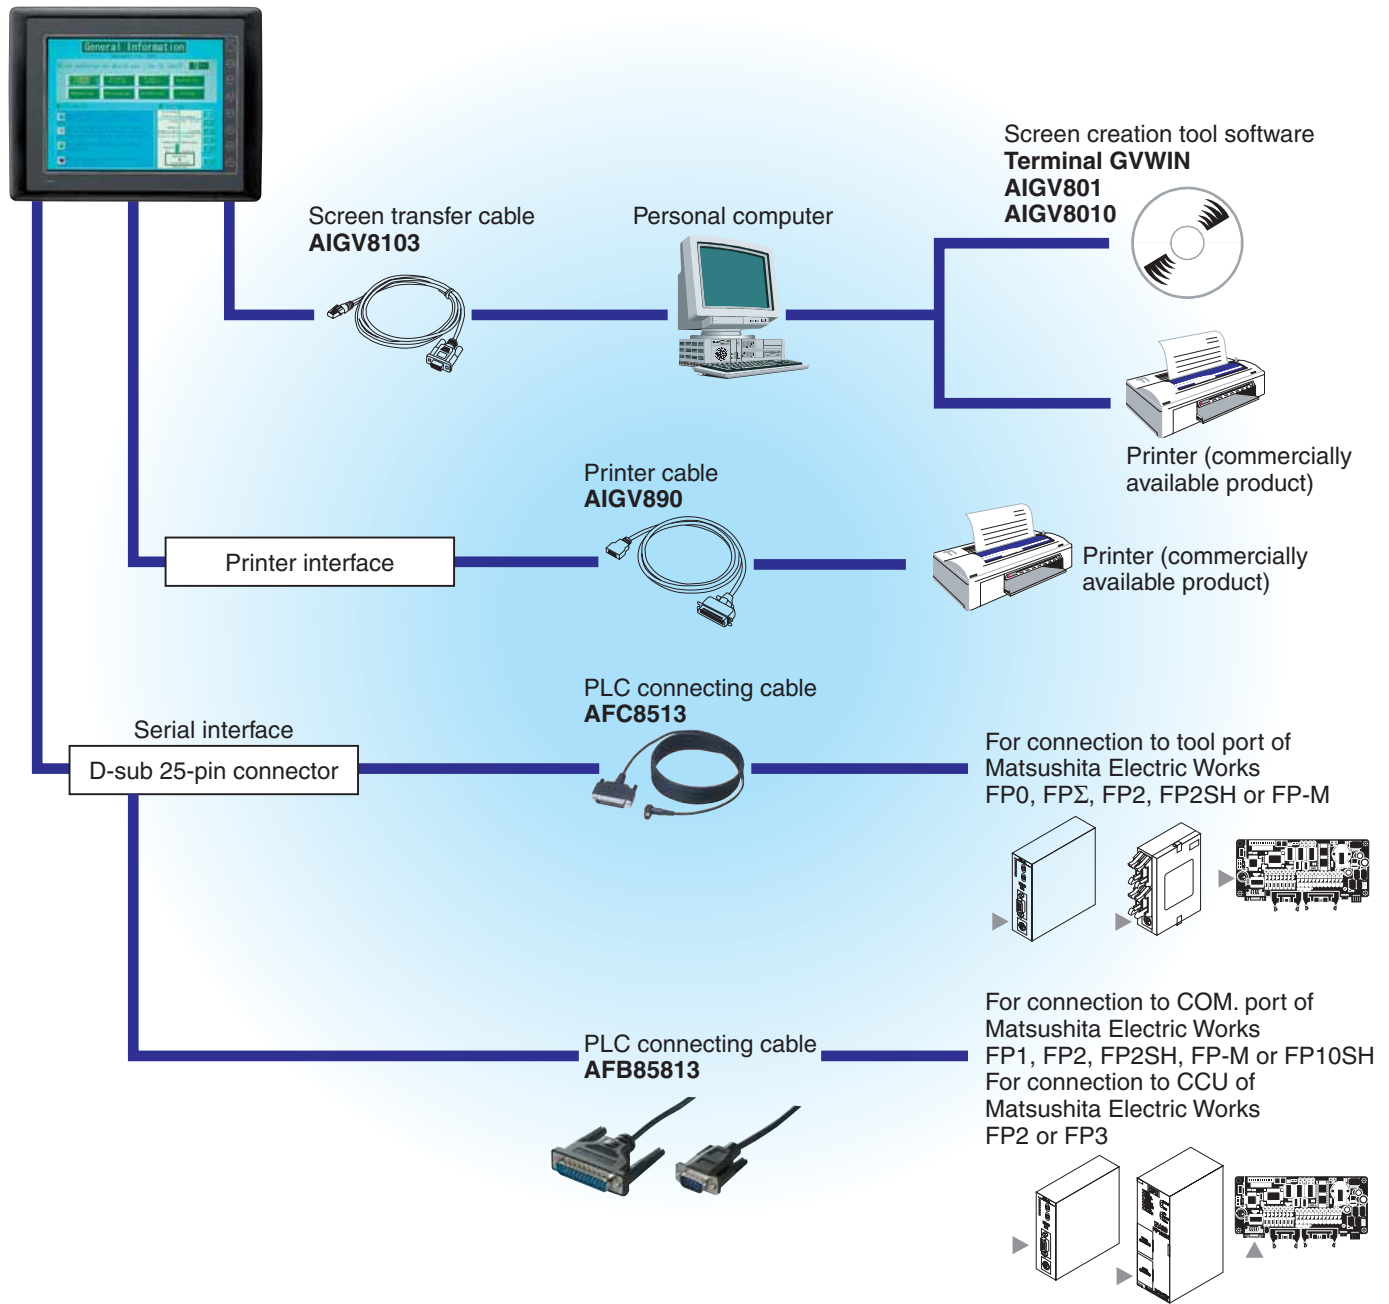 General Information
Screen creation tool software
Terminal GVWIN
AIGV801
AIGV8010
Screen transfer cable
AIGV8103
Personal computer
Printer (commercially
available product)
Printer cable
AIGV890
Printer interface
Printer (commercially
available product)
PLC connecting cable
AFC8513
Serial interface
D-sub 25-pin connector
For connection to tool port of
Matsushita Electric Works
FP0, FPΣ, FP2, FP2SH or FP-M
PLC connecting cable
AFB85813
For connection to COM. port of
Matsushita Electric Works
FP1, FP2, FP2SH, FP-M or FP10SH
For connection to CCU of
Matsushita Electric Works
FP2 or FP3